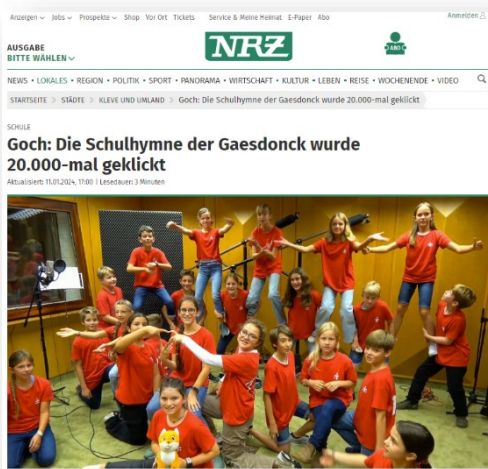 Anzeigen Jobs Prospekte Shop Vor Ort Tickets Service & Meine Heimat E-Paper Abo Anmelden
AUSGABE
BITTE WÄHLEN
NRZ
ABO
NEWS • LOKALES • REGION • POLITIK • SPORT • PANORAMA • WIRTSCHAFT • KULTUR • LEBEN • REISE • WOCHENENDE • VIDEO
STARTSEITE > STÄDTE > KLEVE UND UMLAND > Goch: Die Schulhymne der Gaesdonck wurde 20.000-mal geklickt
SCHULE
Goch: Die Schulhymne der Gaesdonck wurde
20.000-mal geklickt
Aktualisiert: 11.01.2024, 17:00 | Lesedauer: 3 Minuten